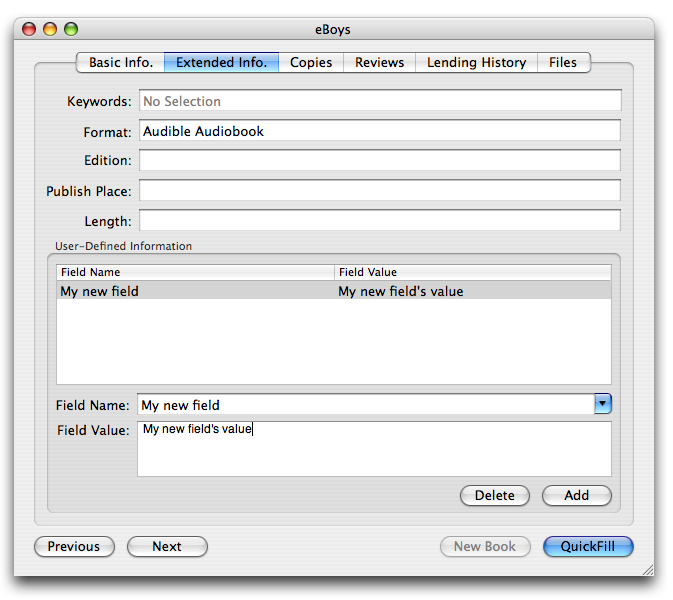 eBoys
Basic Info. Extended Info. Copies Reviews Lending History Files
Keywords: No Selection
Format: Audible Audiobook
Edition:
Publish Place:
Length:
User-Defined Information
Field Name Field Value
My new field My new field's value
Field Name: My new field
Field Value: My new field's value
Delete Add
Previous Next New Book QuickFill